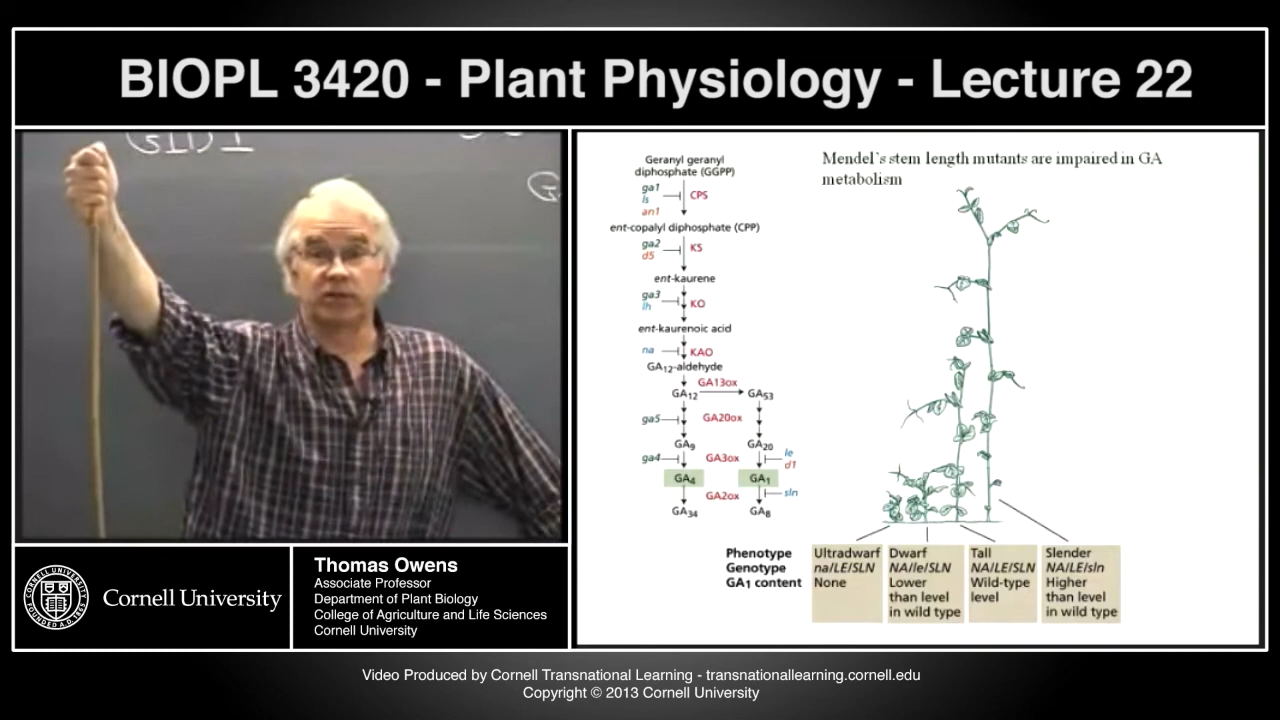 BIOPL 3420 - Plant Physiology - Lecture 22
Mendel's stem length mutants are impaired in GA
metabolism
Geranyl geranyl
diphosphate (GGPP)
ga1
ls
an1
CPS
ent-copalyl diphosphate (CPP)
ga2
d5
KS
ent-kaurene
ga3
lh
KO
ent-kaurenoic acid
na
KAO
GA12-aldehyde
GA13ox
GA12
GA53
ga5
GA20ox
GA9
GA20
ga4
GA3ox
le
d1
GA4
GA1
GA2ox
sln
GA34
GA8
Phenotype
Genotype
GA1 content
Ultradwarf
na/LE/SLN
None
Dwarf
NA/le/SLN
Lower
than level
in wild type
Tall
NA/LE/SLN
Wild-type
level
Slender
NA/LE/sln
Higher
than level
in wild type
Cornell University
Thomas Owens
Associate Professor
Department of Plant Biology
College of Agriculture and Life Sciences
Cornell University
Video Produced by Cornell Transnational Learning - transnationallearning.cornell.edu
Copyright © 2013 Cornell University